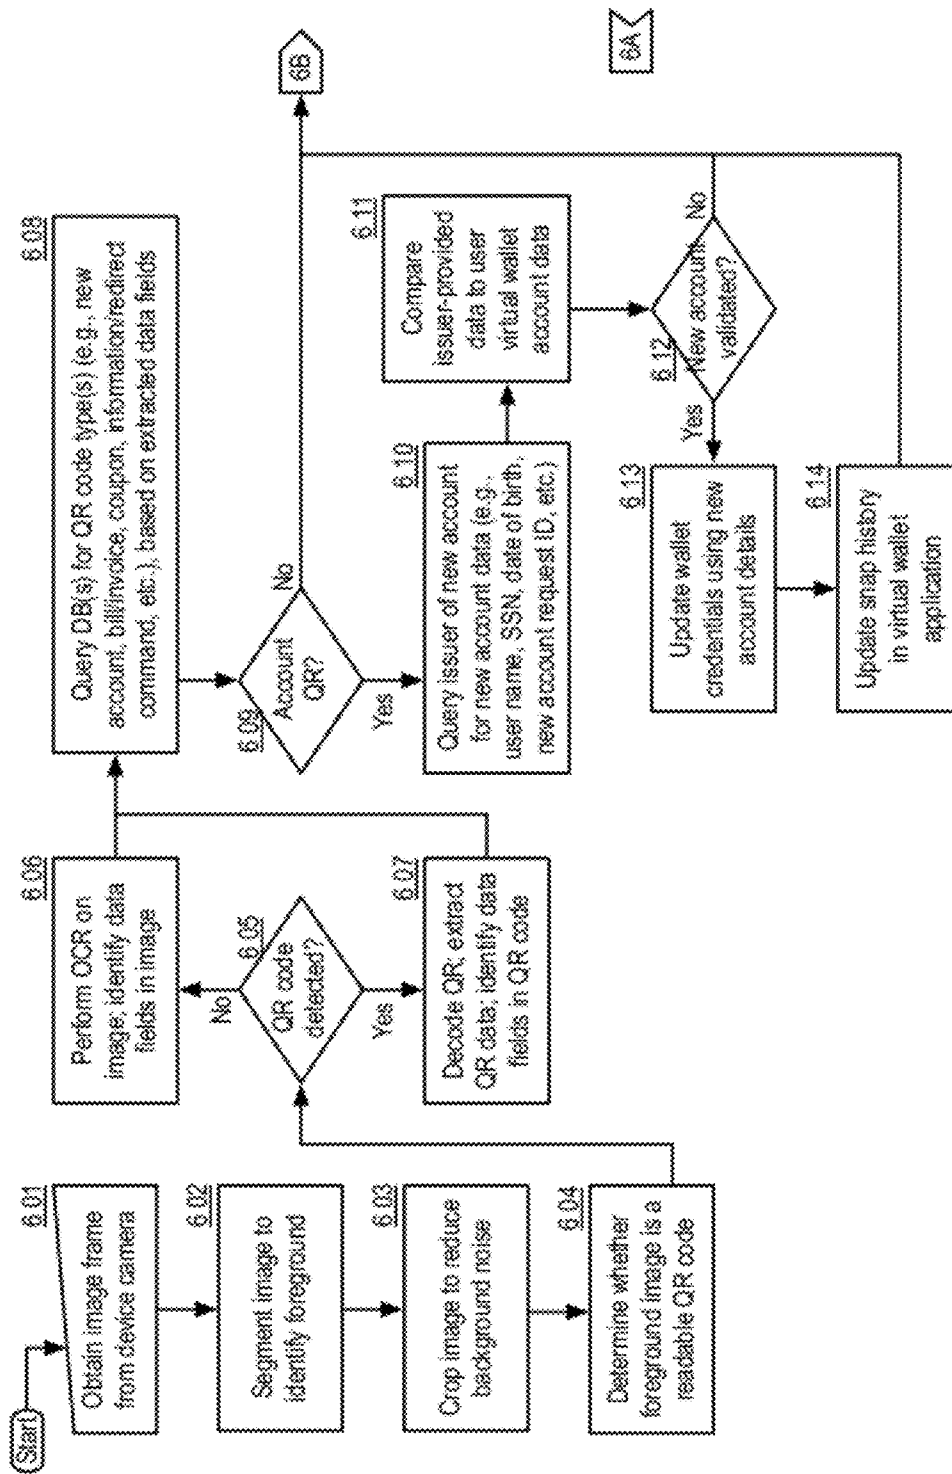 Start
6.01
Obtain image frame
from device camera
6.02
Segment image to
identify foreground
6.03
Crop image to reduce
background noise
6.04
Determine whether
foreground image is a
readable QR code
6.06
Perform OCR on
image; identify data
fields in image
No
6.05
QR code
detected?
Yes
6.07
Decode QR; extract
QR data; identify data
fields in QR code
6.08
Query DB(s) for QR code type(s) (e.g., new
account, bill/invoice, coupon, information/redirect
command, etc.), based on extracted data fields
6.09
Account
QR?
No
Yes
6.10
Query issuer of new account
for new account data (e.g.,
user name, SSN, date of birth,
new account request ID, etc.)
6.11
Compare
issuer-provided
data to user
virtual wallet
account data
6.12
New account
validated?
No
Yes
6.13
Update wallet
credentials using new
account details
6.14
Update snap history
in virtual wallet
application
6B
6A